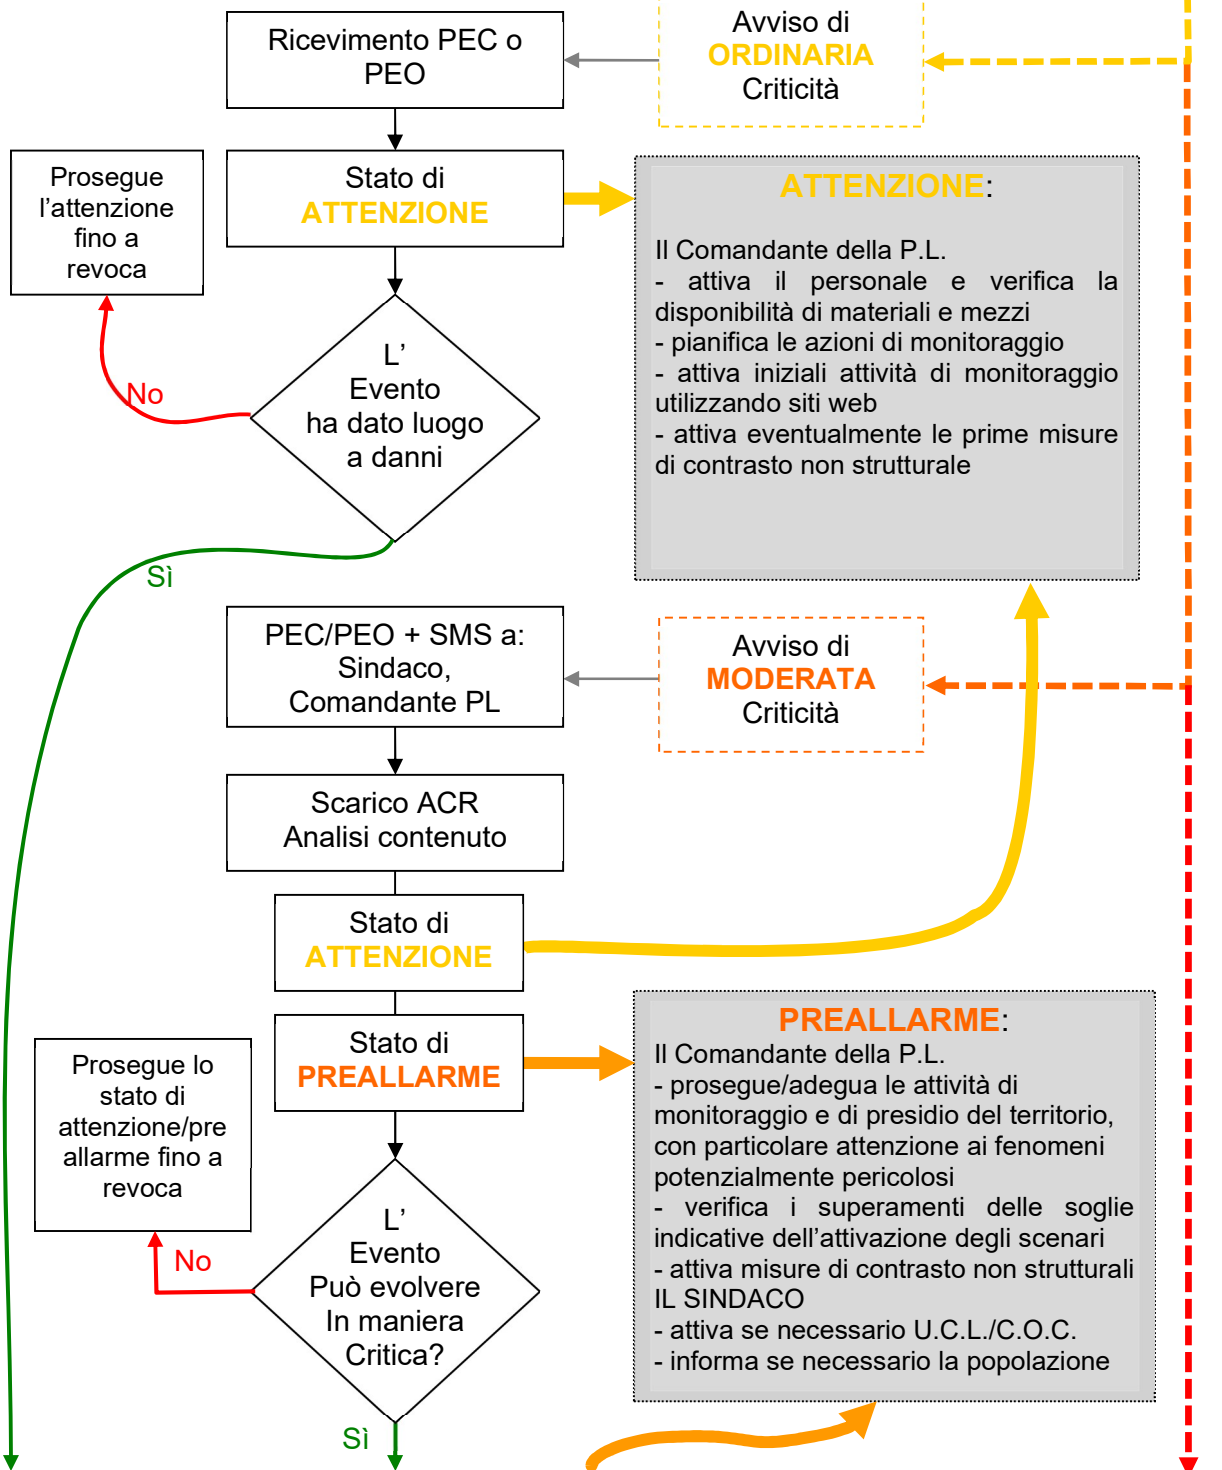 Ricevimento PEC o
PEO
Avviso di
ORDINARIA
Criticità
Prosegue
l'attenzione
fino a
revoca
Stato di
ATTENZIONE
ATTENZIONE:
Il Comandante della P.L.
- attiva il personale e verifica la
disponibilità di materiali e mezzi
- pianifica le azioni di monitoraggio
- attiva iniziali attività di monitoraggio
utilizzando siti web
- attiva eventualmente le prime misure
di contrasto non strutturale
L’
Evento
ha dato luogo
a danni
No
Sì
PEC/PEO + SMS a:
Sindaco,
Comandante PL
Avviso di
MODERATA
Criticità
Scarico ACR
Analisi contenuto
Stato di
ATTENZIONE
Stato di
PREALLARME
PREALLARME:
Il Comandante della P.L.
- prosegue/adegua le attività di
monitoraggio e di presidio del territorio,
con particolare attenzione ai fenomeni
potenzialmente pericolosi
- verifica i superamenti delle soglie
indicative dell’attivazione degli scenari
- attiva misure di contrasto non strutturali
IL SINDACO
- attiva se necessario U.C.L./C.O.C.
- informa se necessario la popolazione
Prosegue lo
stato di
attenzione/pre
allarme fino a
revoca
No
L’
Evento
Può evolvere
In maniera
Critica?
Sì